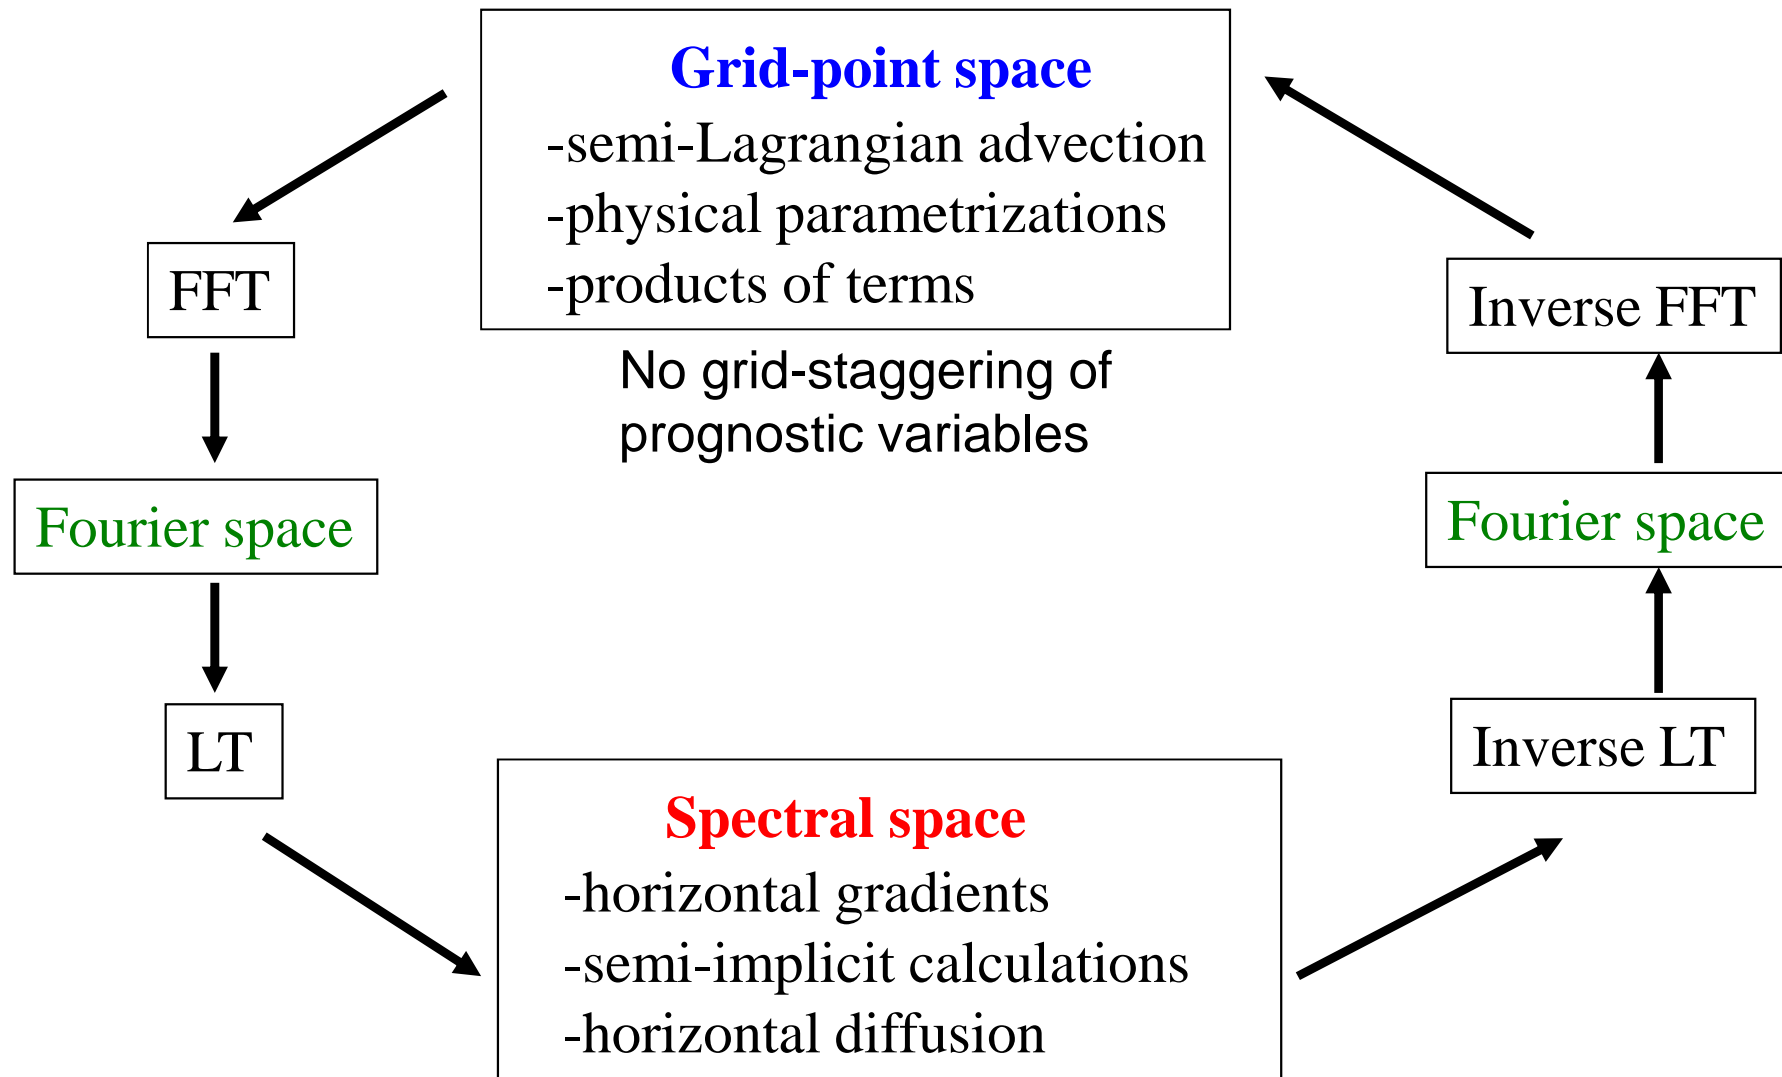 Grid-point space
-semi-Lagrangian advection
-physical parametrizations
-products of terms
No grid-staggering of
prognostic variables
FFT
Fourier space
LT
Spectral space
-horizontal gradients
-semi-implicit calculations
-horizontal diffusion
Inverse LT
Fourier space
Inverse FFT